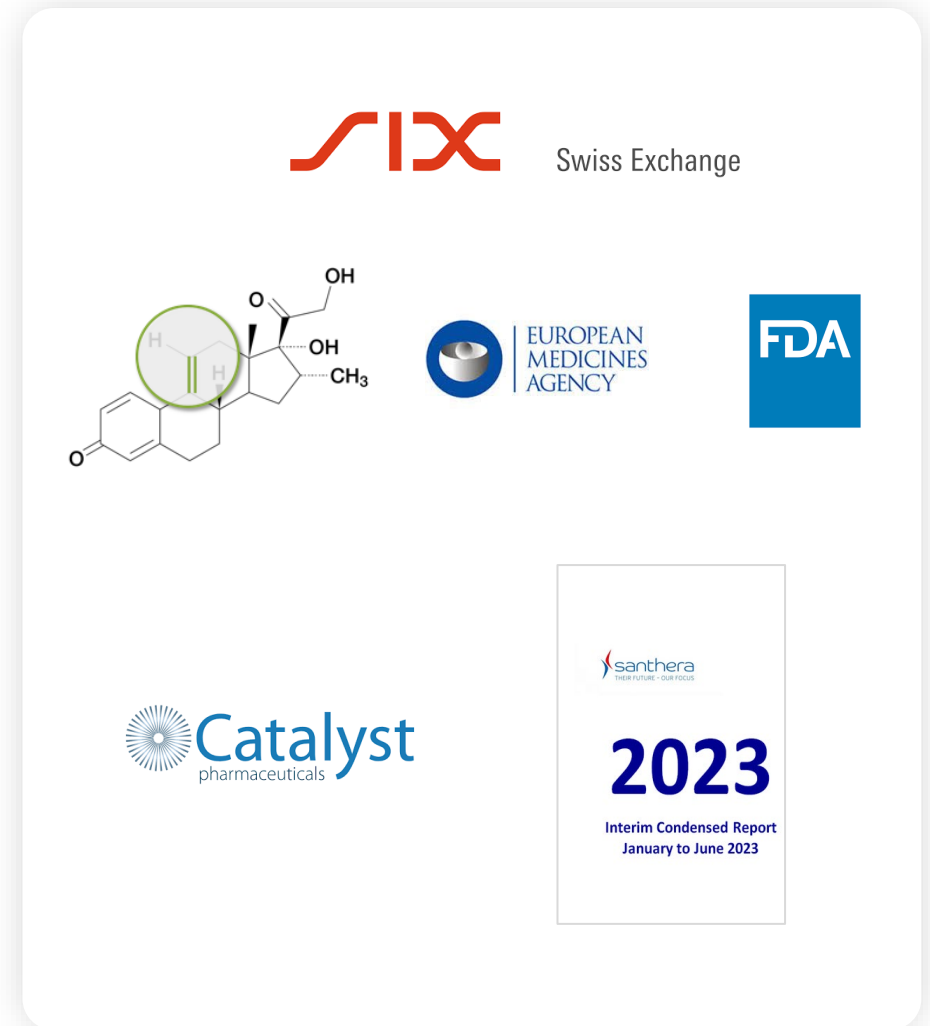 SIX
Swiss Exchange
OH
O
H
OH
H
CH3
O
EUROPEAN
MEDICINES
AGENCY
FDA
Catalyst
pharmaceuticals
santhera
THEIR FUTURE - OUR FOCUS
2023
Interim Condensed Report
January to June 2023